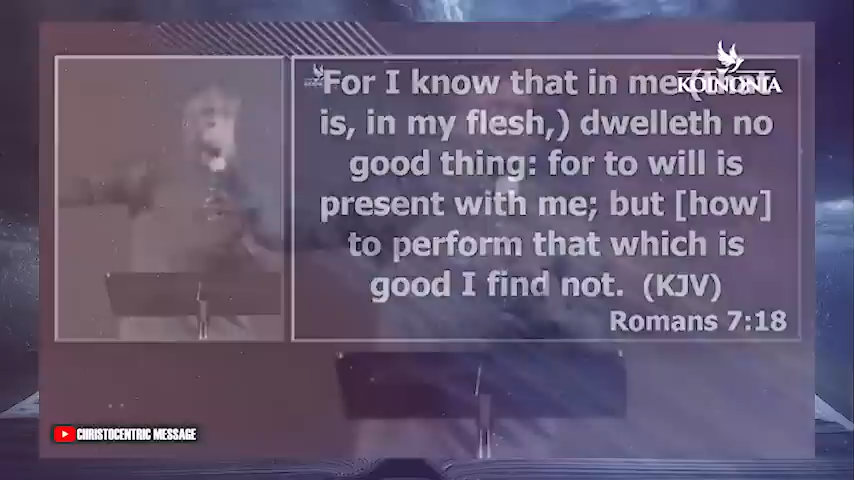 For I know that in me (that
is, in my flesh,) dwelleth no
good thing: for to will is
present with me; but [how]
to perform that which is
good I find not. (KJV)
Romans 7:18
KOINONIA
CHRISTOCENTRIC MESSAGE